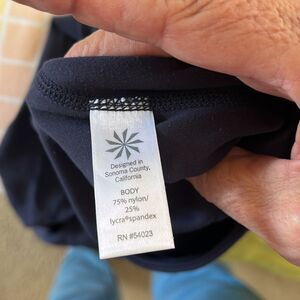 Designed in
Sonoma County,
California
BODY
75% nylon/
25%
lycra®spandex
RN #54023